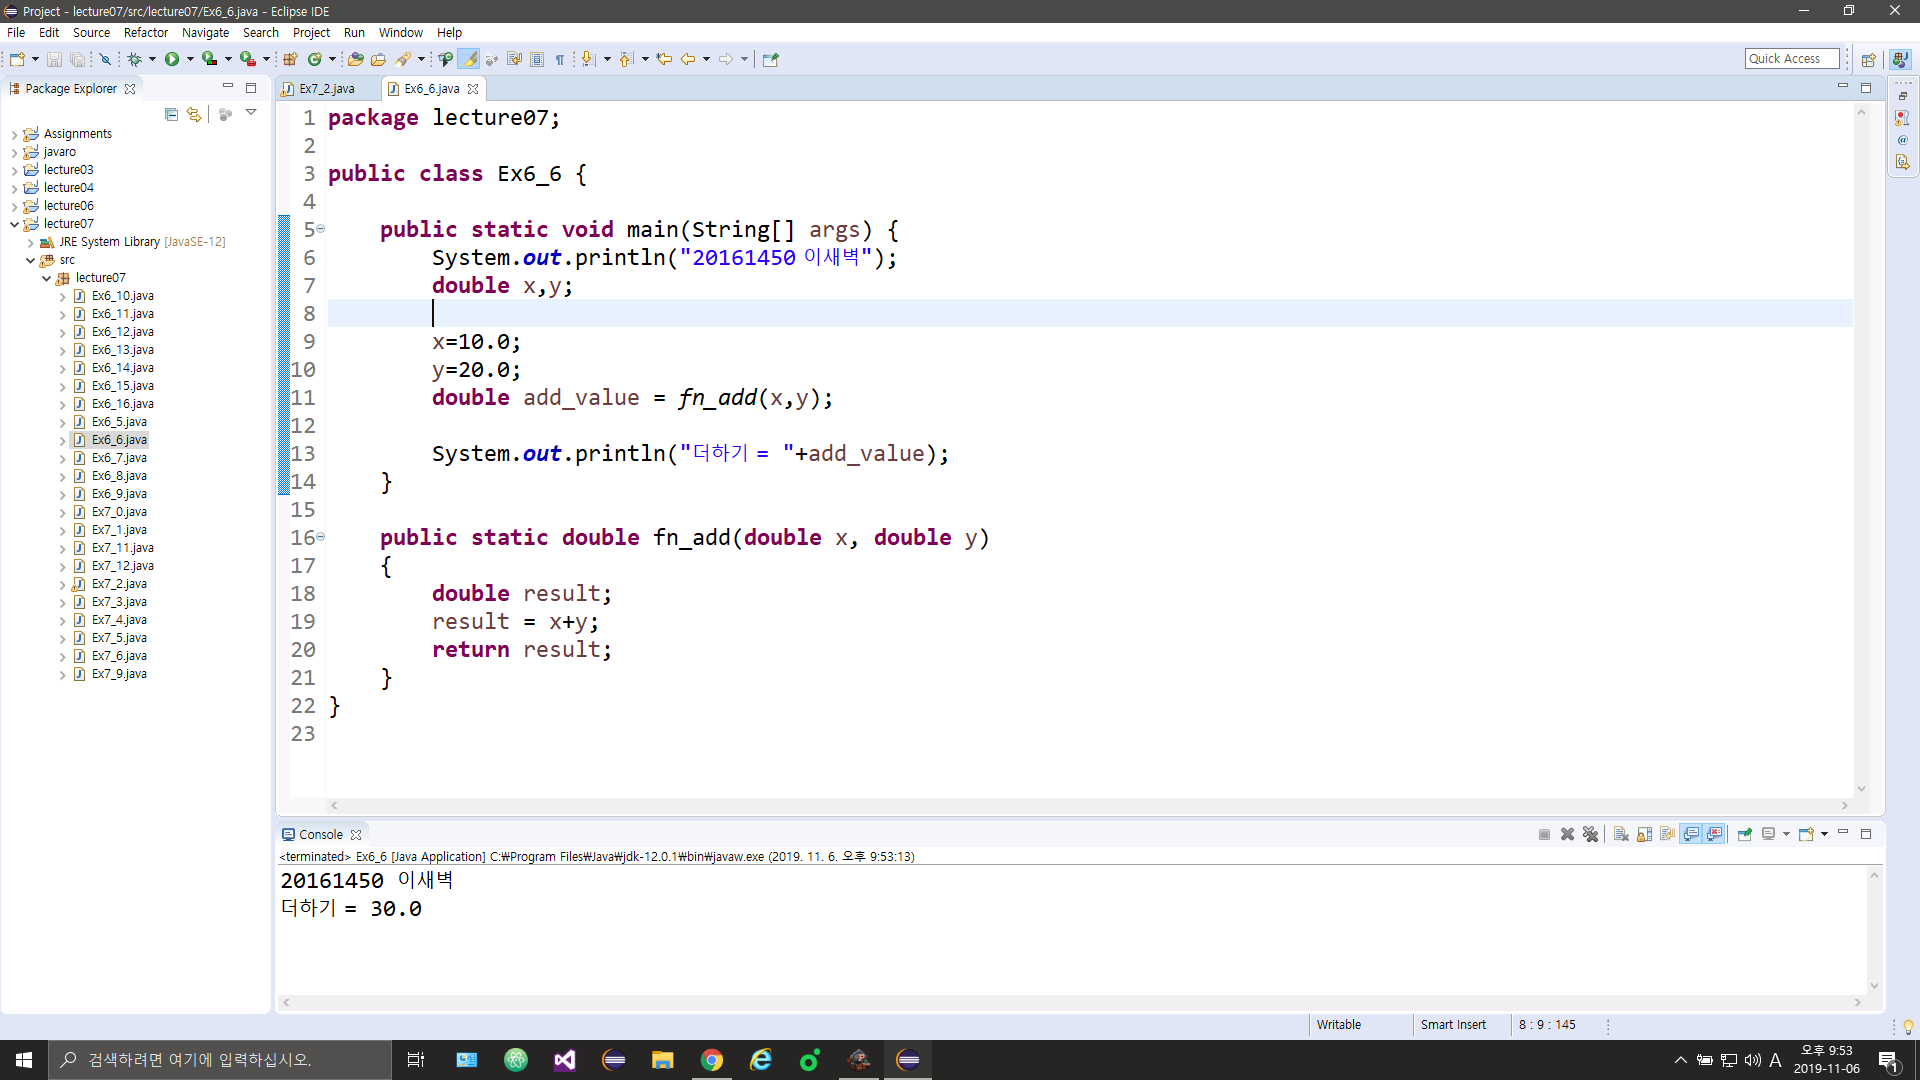 Project - lecture07/src/lecture07/Ex6_6.java - Eclipse IDE
File Edit Source Refactor Navigate Search Project Run Window Help
Quick Access
Package Explorer
Assignments
javaro
lecture03
lecture04
lecture06
lecture07
JRE System Library [JavaSE-12]
src
lecture07
Ex6_10.java
Ex6_11.java
Ex6_12.java
Ex6_13.java
Ex6_14.java
Ex6_15.java
Ex6_16.java
Ex6_5.java
Ex6_6.java
Ex6_7.java
Ex6_8.java
Ex6_9.java
Ex7_0.java
Ex7_1.java
Ex7_11.java
Ex7_12.java
Ex7_2.java
Ex7_3.java
Ex7_4.java
Ex7_5.java
Ex7_6.java
Ex7_9.java
Ex7_2.java Ex6_6.java
1 package lecture07;
2
3 public class Ex6_6 {
4
5 public static void main(String[] args) {
6 System.out.println("20161450 이새벽");
7 double x,y;
8
9 x=10.0;
10 y=20.0;
11 double add_value = fn_add(x,y);
12
13 System.out.println("더하기 = "+add_value);
14 }
15
16 public static double fn_add(double x, double y)
17 {
18 double result;
19 result = x+y;
20 return result;
21 }
22 }
23
Console
<terminated> Ex6_6 [Java Application] C:₩Program Files₩Java₩jdk-12.0.1₩bin₩javaw.exe (2019. 11. 6. 오후 9:53:13)
20161450 이새벽
더하기 = 30.0
Writable Smart Insert 8 : 9 : 145
검색하려면 여기에 입력하십시오.
A
오후 9:53
2019-11-06
1